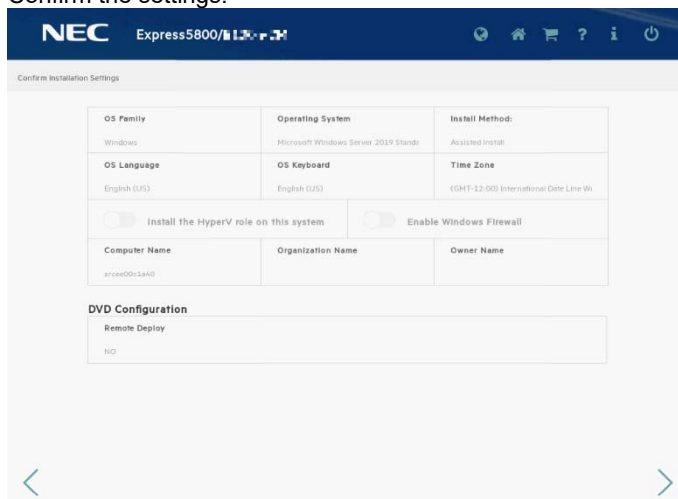 Confirm the settings.
NEC Express5800/
Confirm Installation Settings
OS Family Operating System Install Method:
Windows Microsoft Windows Server 2019 Standa Assisted Install
OS Language OS Keyboard Time Zone
English (US) English (US) (GMT-12:00) International Date Line We
Install the HyperV role on this system Enable Windows Firewall
Computer Name Organization Name Owner Name
srcee00c1a40
DVD Configuration
Remote Deploy
NO